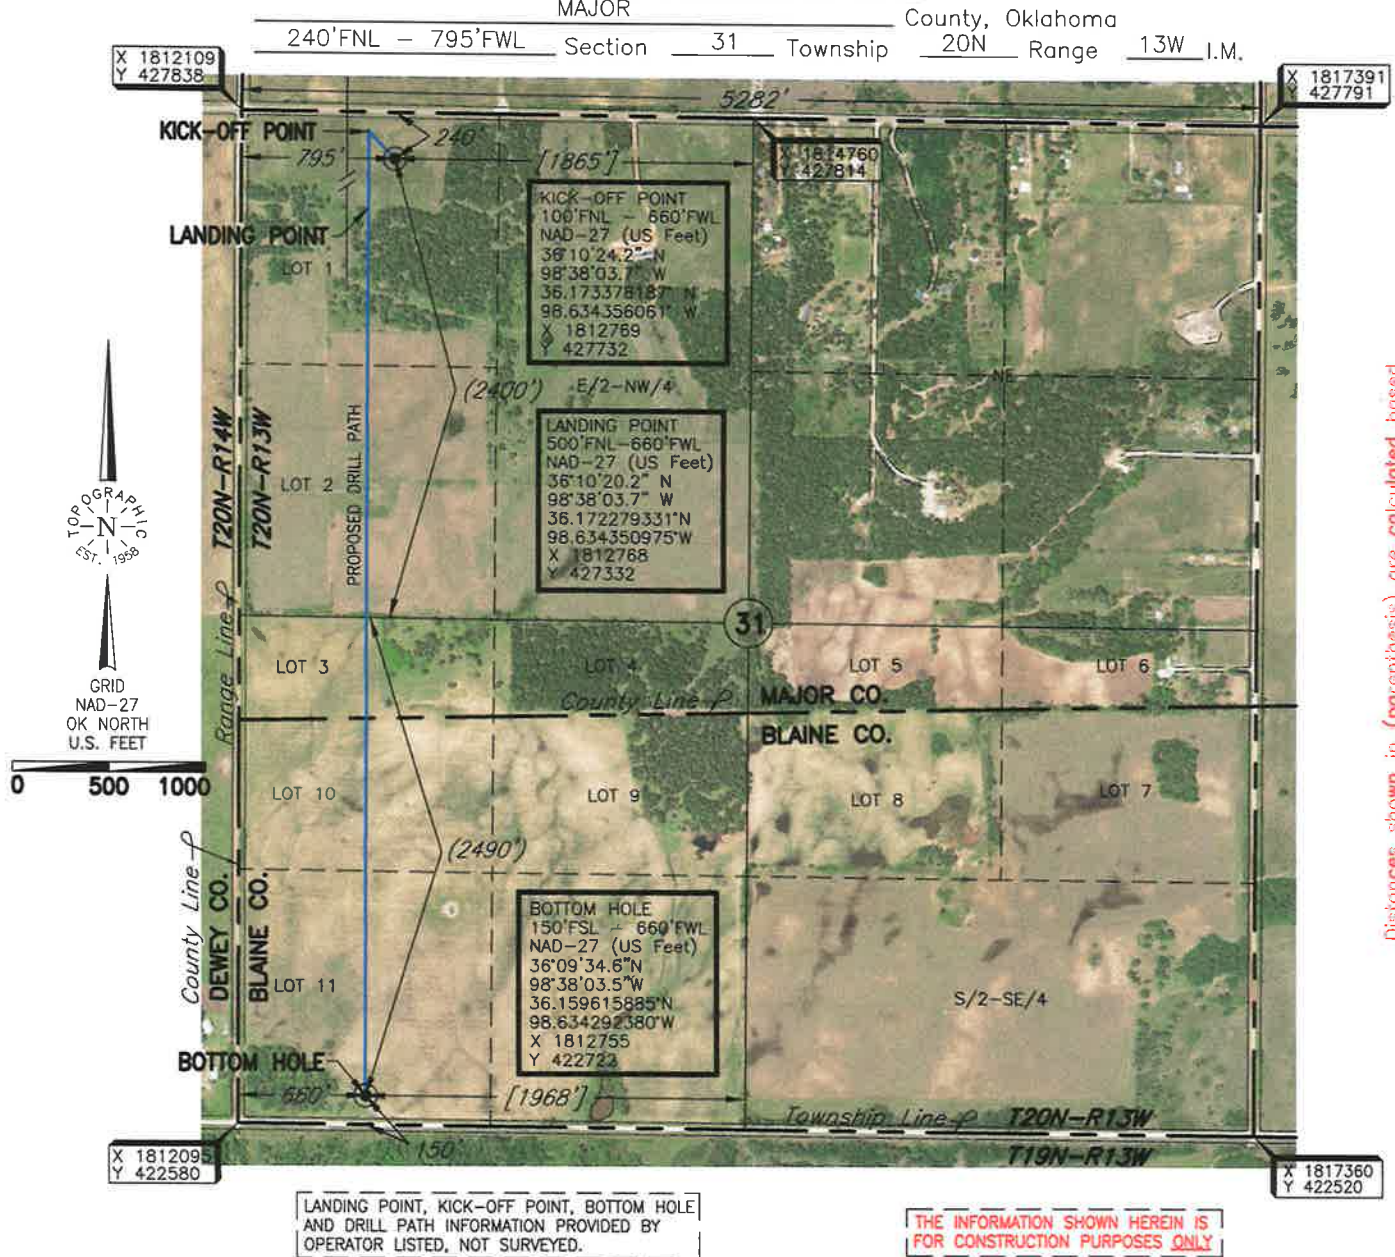 MAJOR
County, Oklahoma
240'FNL – 795'FWL Section 31 Township 20N Range 13W I.M.
X 1812109
Y 427838
X 1817391
Y 427791
5282'
KICK-OFF POINT
240'
795'
[1865']
X 1814760
Y 427814
KICK-OFF POINT
100'FNL – 660'FWL
NAD-27 (US Feet)
36°10'24.2" N
98°38'03.7" W
36.173378187° N
98.634356061° W
X 1812769
Y 427732
LANDING POINT
LOT 1
(2400')
E/2-NW/4
NE
LANDING POINT
500'FNL-660'FWL
NAD-27 (US Feet)
36°10'20.2" N
98°38'03.7" W
36.172279331°N
98.634350975°W
X 1812768
Y 427332
T20N-R14W
T20N-R13W
LOT 2
PROPOSED DRILL PATH
TOPOGRAPHIC
N
EST. 1958
GRID
NAD-27
OK NORTH
U.S. FEET
0 500 1000
Range Line
31
LOT 3
LOT 4
LOT 5
LOT 6
County Line
MAJOR CO.
BLAINE CO.
LOT 10
LOT 9
LOT 8
LOT 7
(2490')
County Line
DEWEY CO.
BLAINE CO.
LOT 11
BOTTOM HOLE
150'FSL – 660'FWL
NAD-27 (US Feet)
36°09'34.6"N
98°38'03.5"W
36.159615885°N
98.634292380°W
X 1812755
Y 422722
S/2-SE/4
BOTTOM HOLE
660'
[1968']
150'
Township Line
T20N-R13W
T19N-R13W
X 1812095
Y 422580
X 1817360
Y 422520
LANDING POINT, KICK-OFF POINT, BOTTOM HOLE
AND DRILL PATH INFORMATION PROVIDED BY
OPERATOR LISTED, NOT SURVEYED.
THE INFORMATION SHOWN HEREIN IS
FOR CONSTRUCTION PURPOSES ONLY
Distances shown in (parenthesis) are calculated based